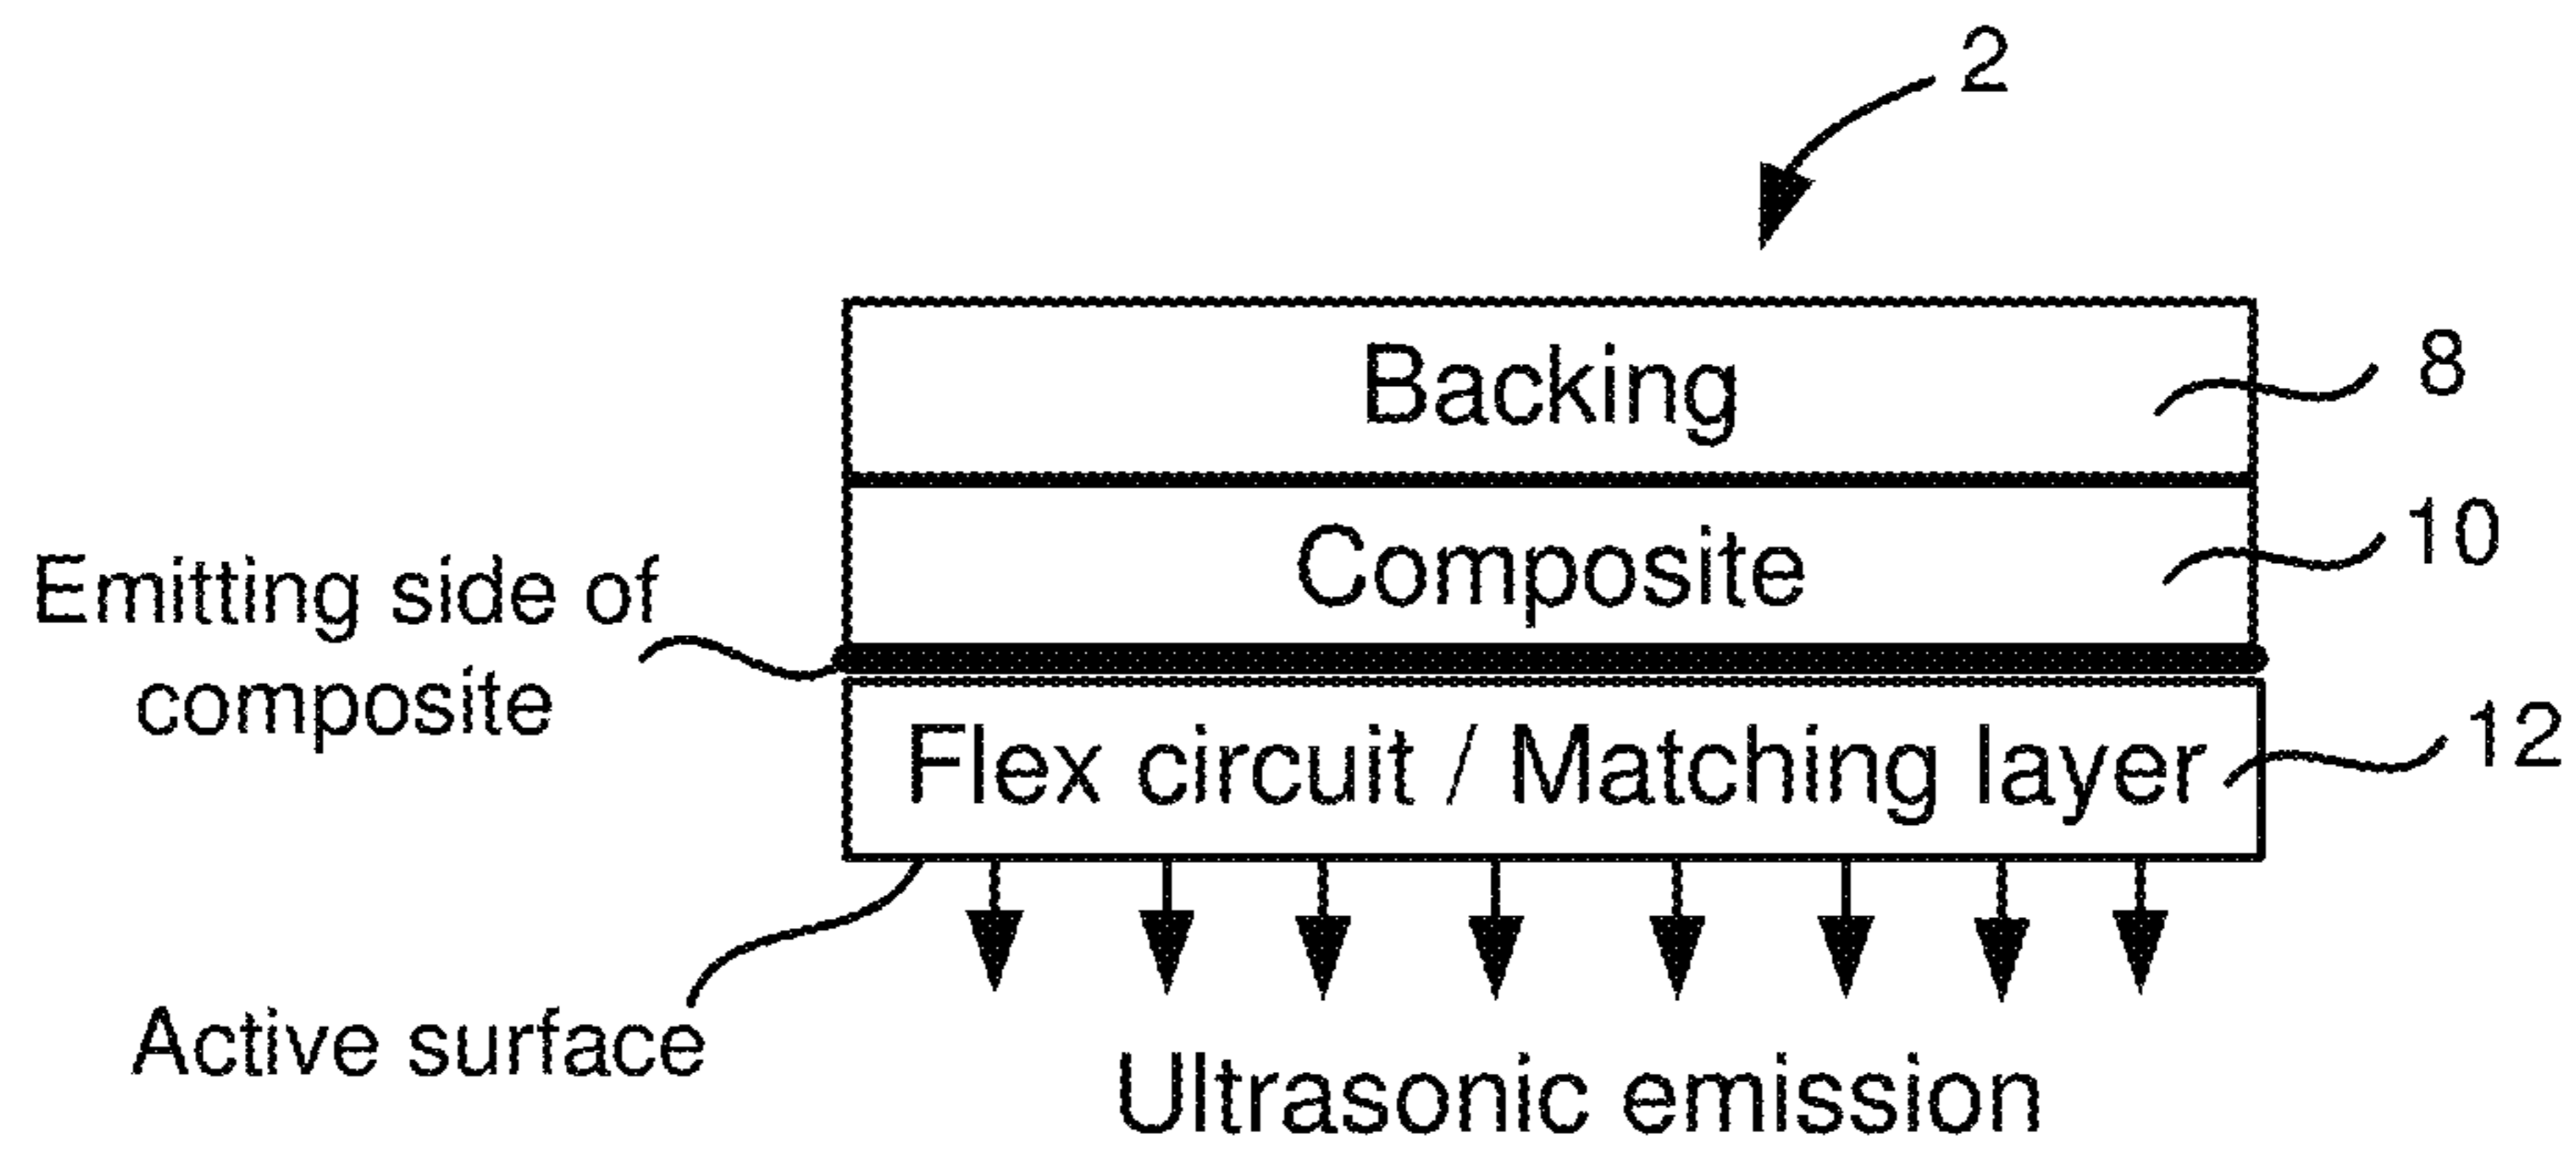 2
Backing
8
Composite
10
Emitting side of
composite
Flex circuit / Matching layer
12
Active surface
Ultrasonic emission